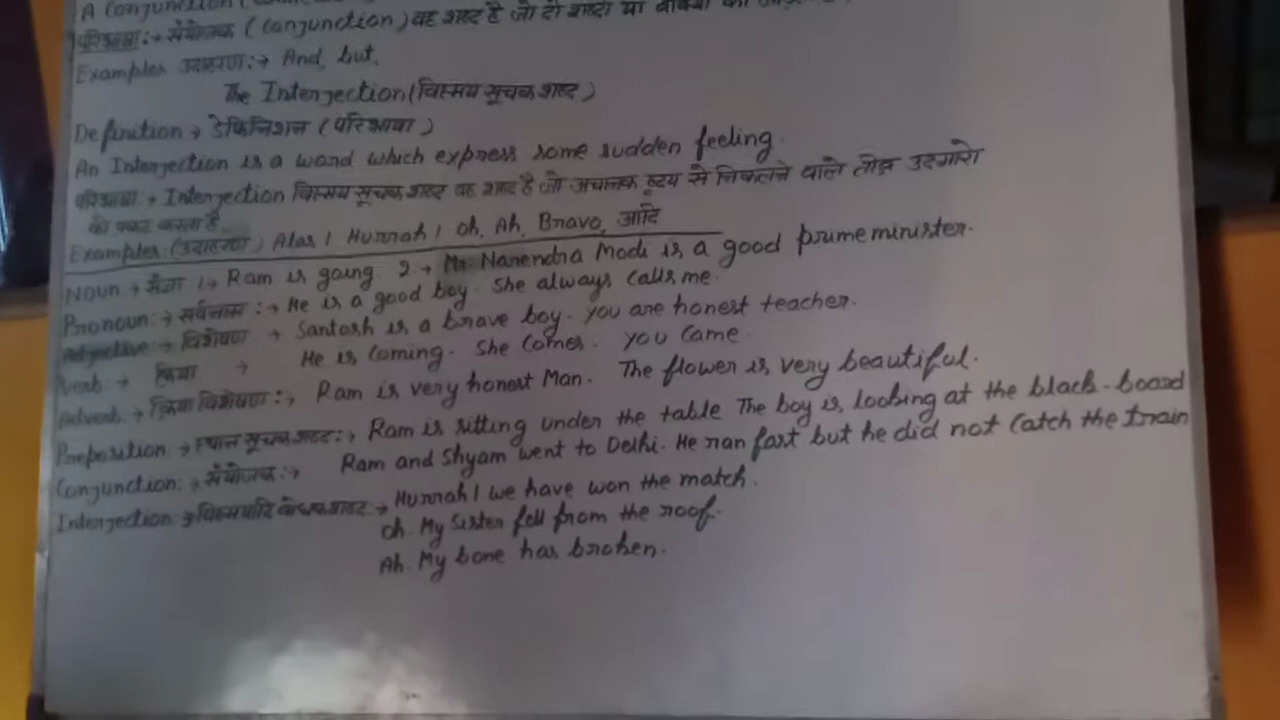 A Conjunction
परिभाषा :→ संयोजक ( Conjunction ) वह शब्द है जो दो शब्दो या वाक्यो को
Examples उदाहरण :→ And, but,
The Interjection (विस्मय सूचक शब्द )
Definition → डेफिनिशन ( परिभाषा )
An Interjection is a word which express some sudden feeling.
परिभाषा :→ Interjection विस्मय सूचक शब्द वह शब्द है जो अचानक हृदय से निकलने वाले तीव्र उदगारो
को प्रकट करता है
Examples (उदाहरण) Alas ! Hurrah ! Oh, Ah, Bravo, आदि
Noun → संज्ञा 1→ Ram is going. 2 → Mr. Narendra Modi is a good prime minister.
Pronoun :→ सर्वनाम :→ He is a good boy. She always calls me.
Adjective → विशेषण → Santosh is a brave boy. you are honest teacher.
Verb :→ क्रिया → He is coming. She comes. you came.
Adverb :→ क्रिया विशेषण :→ Ram is very honest Man. The flower is very beautiful.
Preposition → स्थान सूचक शब्द :→ Ram is sitting under the table The boy is looking at the black-board
Conjunction :→ संयोजक :→ Ram and Shyam went to Delhi. He ran fast but he did not Catch the train
Interjection → विस्मयादि बोधक शब्द → Hurrah ! we have won the match.
Oh. My Sister fell from the roof.
Ah. My bone has broken.